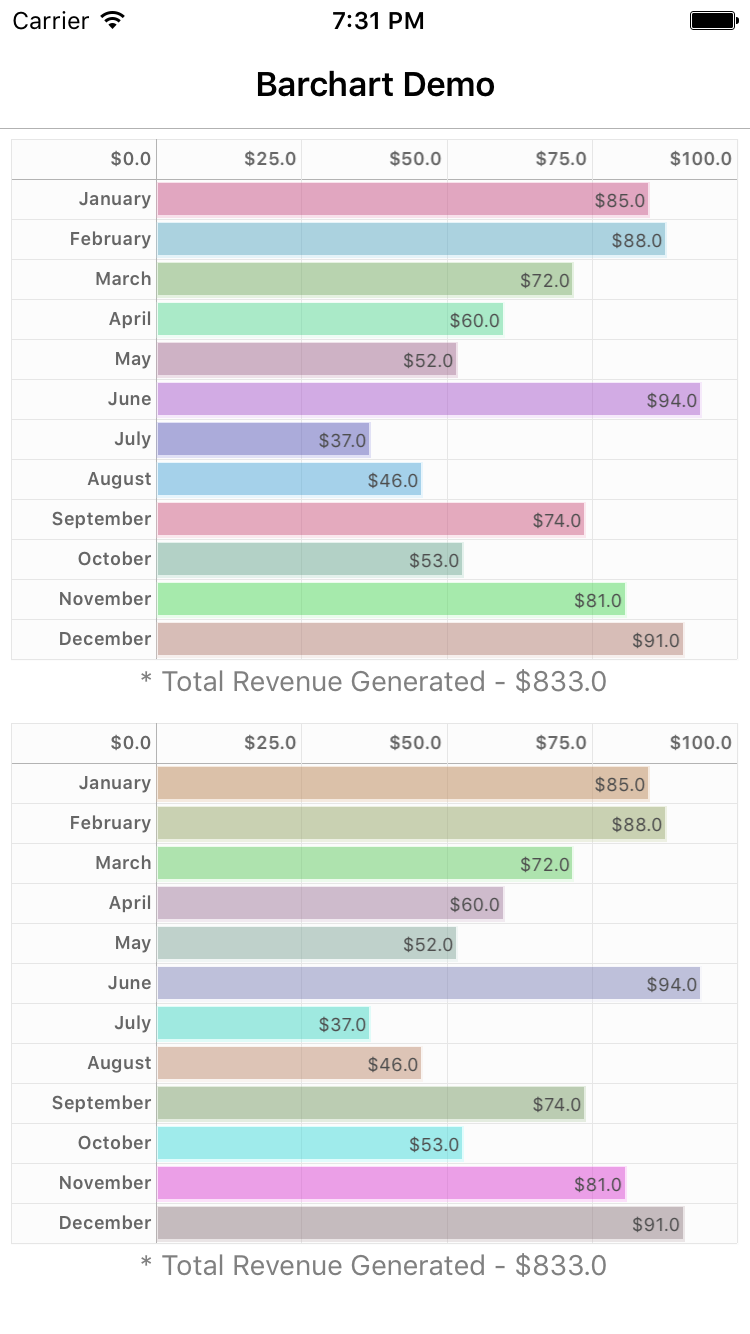 Carrier 7:31 PM
Barchart Demo
$0.0 $25.0 $50.0 $75.0 $100.0
January $85.0
February $88.0
March $72.0
April $60.0
May $52.0
June $94.0
July $37.0
August $46.0
September $74.0
October $53.0
November $81.0
December $91.0
* Total Revenue Generated - $833.0
$0.0 $25.0 $50.0 $75.0 $100.0
January $85.0
February $88.0
March $72.0
April $60.0
May $52.0
June $94.0
July $37.0
August $46.0
September $74.0
October $53.0
November $81.0
December $91.0
* Total Revenue Generated - $833.0